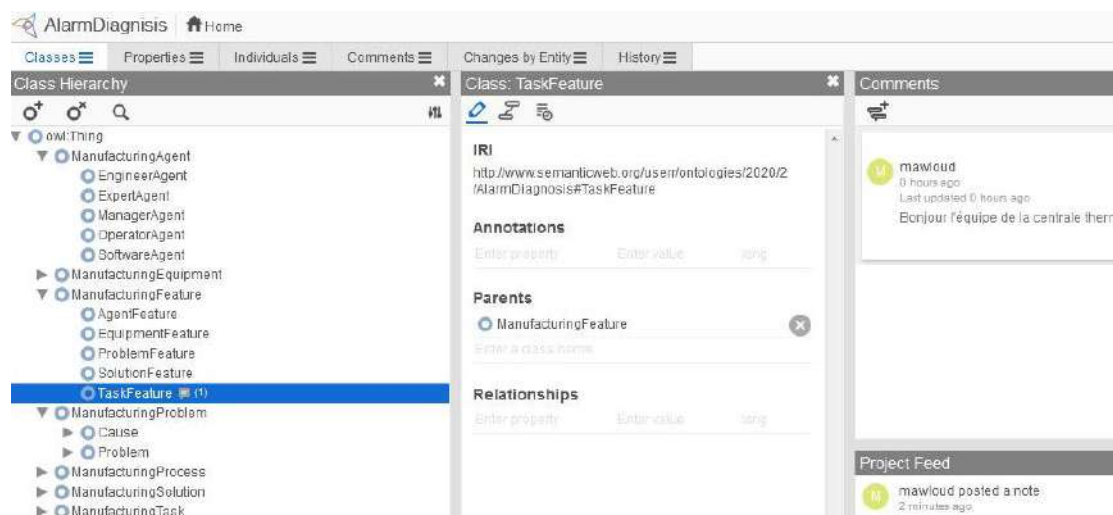 AlarmDiagnisis Home
Classes Properties Individuals Comments Changes by Entity History
Class Hierarchy
owl:Thing
ManufacturingAgent
EngineerAgent
ExpertAgent
ManagerAgent
OperatorAgent
SoftwareAgent
ManufacturingEquipment
ManufacturingFeature
AgentFeature
EquipmentFeature
ProblemFeature
SolutionFeature
TaskFeature (1)
ManufacturingProblem
Cause
Problem
ManufacturingProcess
ManufacturingSolution
ManufacturingTask
Class: TaskFeature
IRI
http://www.semanticweb.org/userr/ontologies/2020/2
/AlarmDiagnosis#TaskFeature
Annotations
Enter property Enter value lang
Parents
ManufacturingFeature
Enter a class name
Relationships
Enter property Enter value lang
Comments
M mawloud
0 hours ago
Last updated 0 hours ago
Bonjour l'équipe de la centrale therm
Project Feed
M mawloud posted a note
2 minutes ago